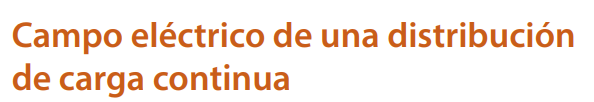 Campo eléctrico de una distribución
de carga continua